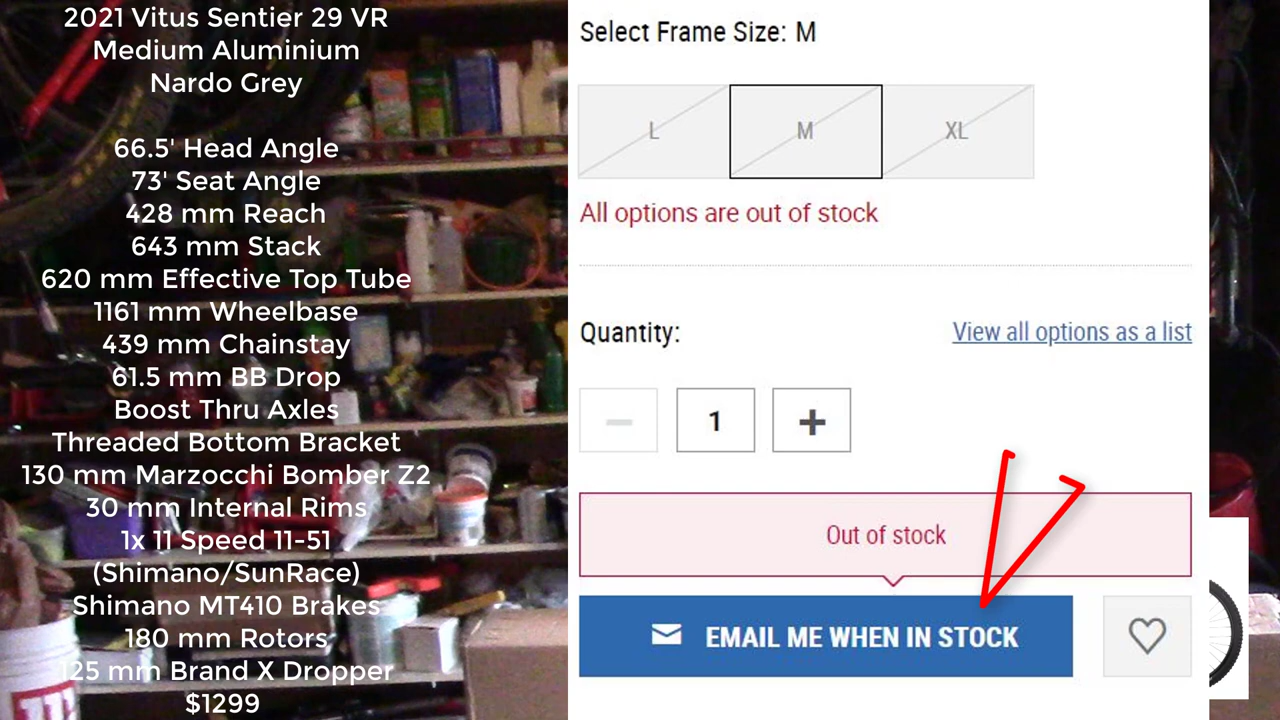 2021 Vitus Sentier 29 VR
Medium Aluminium
Nardo Grey
66.5' Head Angle
73' Seat Angle
428 mm Reach
643 mm Stack
620 mm Effective Top Tube
1161 mm Wheelbase
439 mm Chainstay
61.5 mm BB Drop
Boost Thru Axles
Threaded Bottom Bracket
130 mm Marzocchi Bomber Z2
30 mm Internal Rims
1x 11 Speed 11-51
(Shimano/SunRace)
Shimano MT410 Brakes
180 mm Rotors
125 mm Brand X Dropper
$1299
Select Frame Size: M
L
M
XL
All options are out of stock
Quantity:
View all options as a list
1
Out of stock
EMAIL ME WHEN IN STOCK